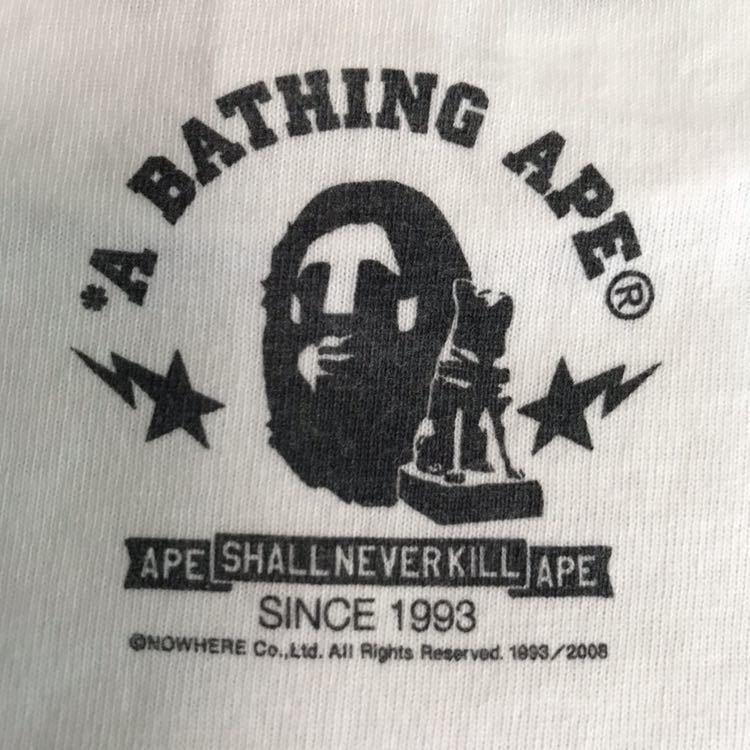 *A BATHING APE®
APE SHALL NEVER KILL APE
SINCE 1993
©NOWHERE Co.,Ltd. All Rights Reserved. 1993/2008